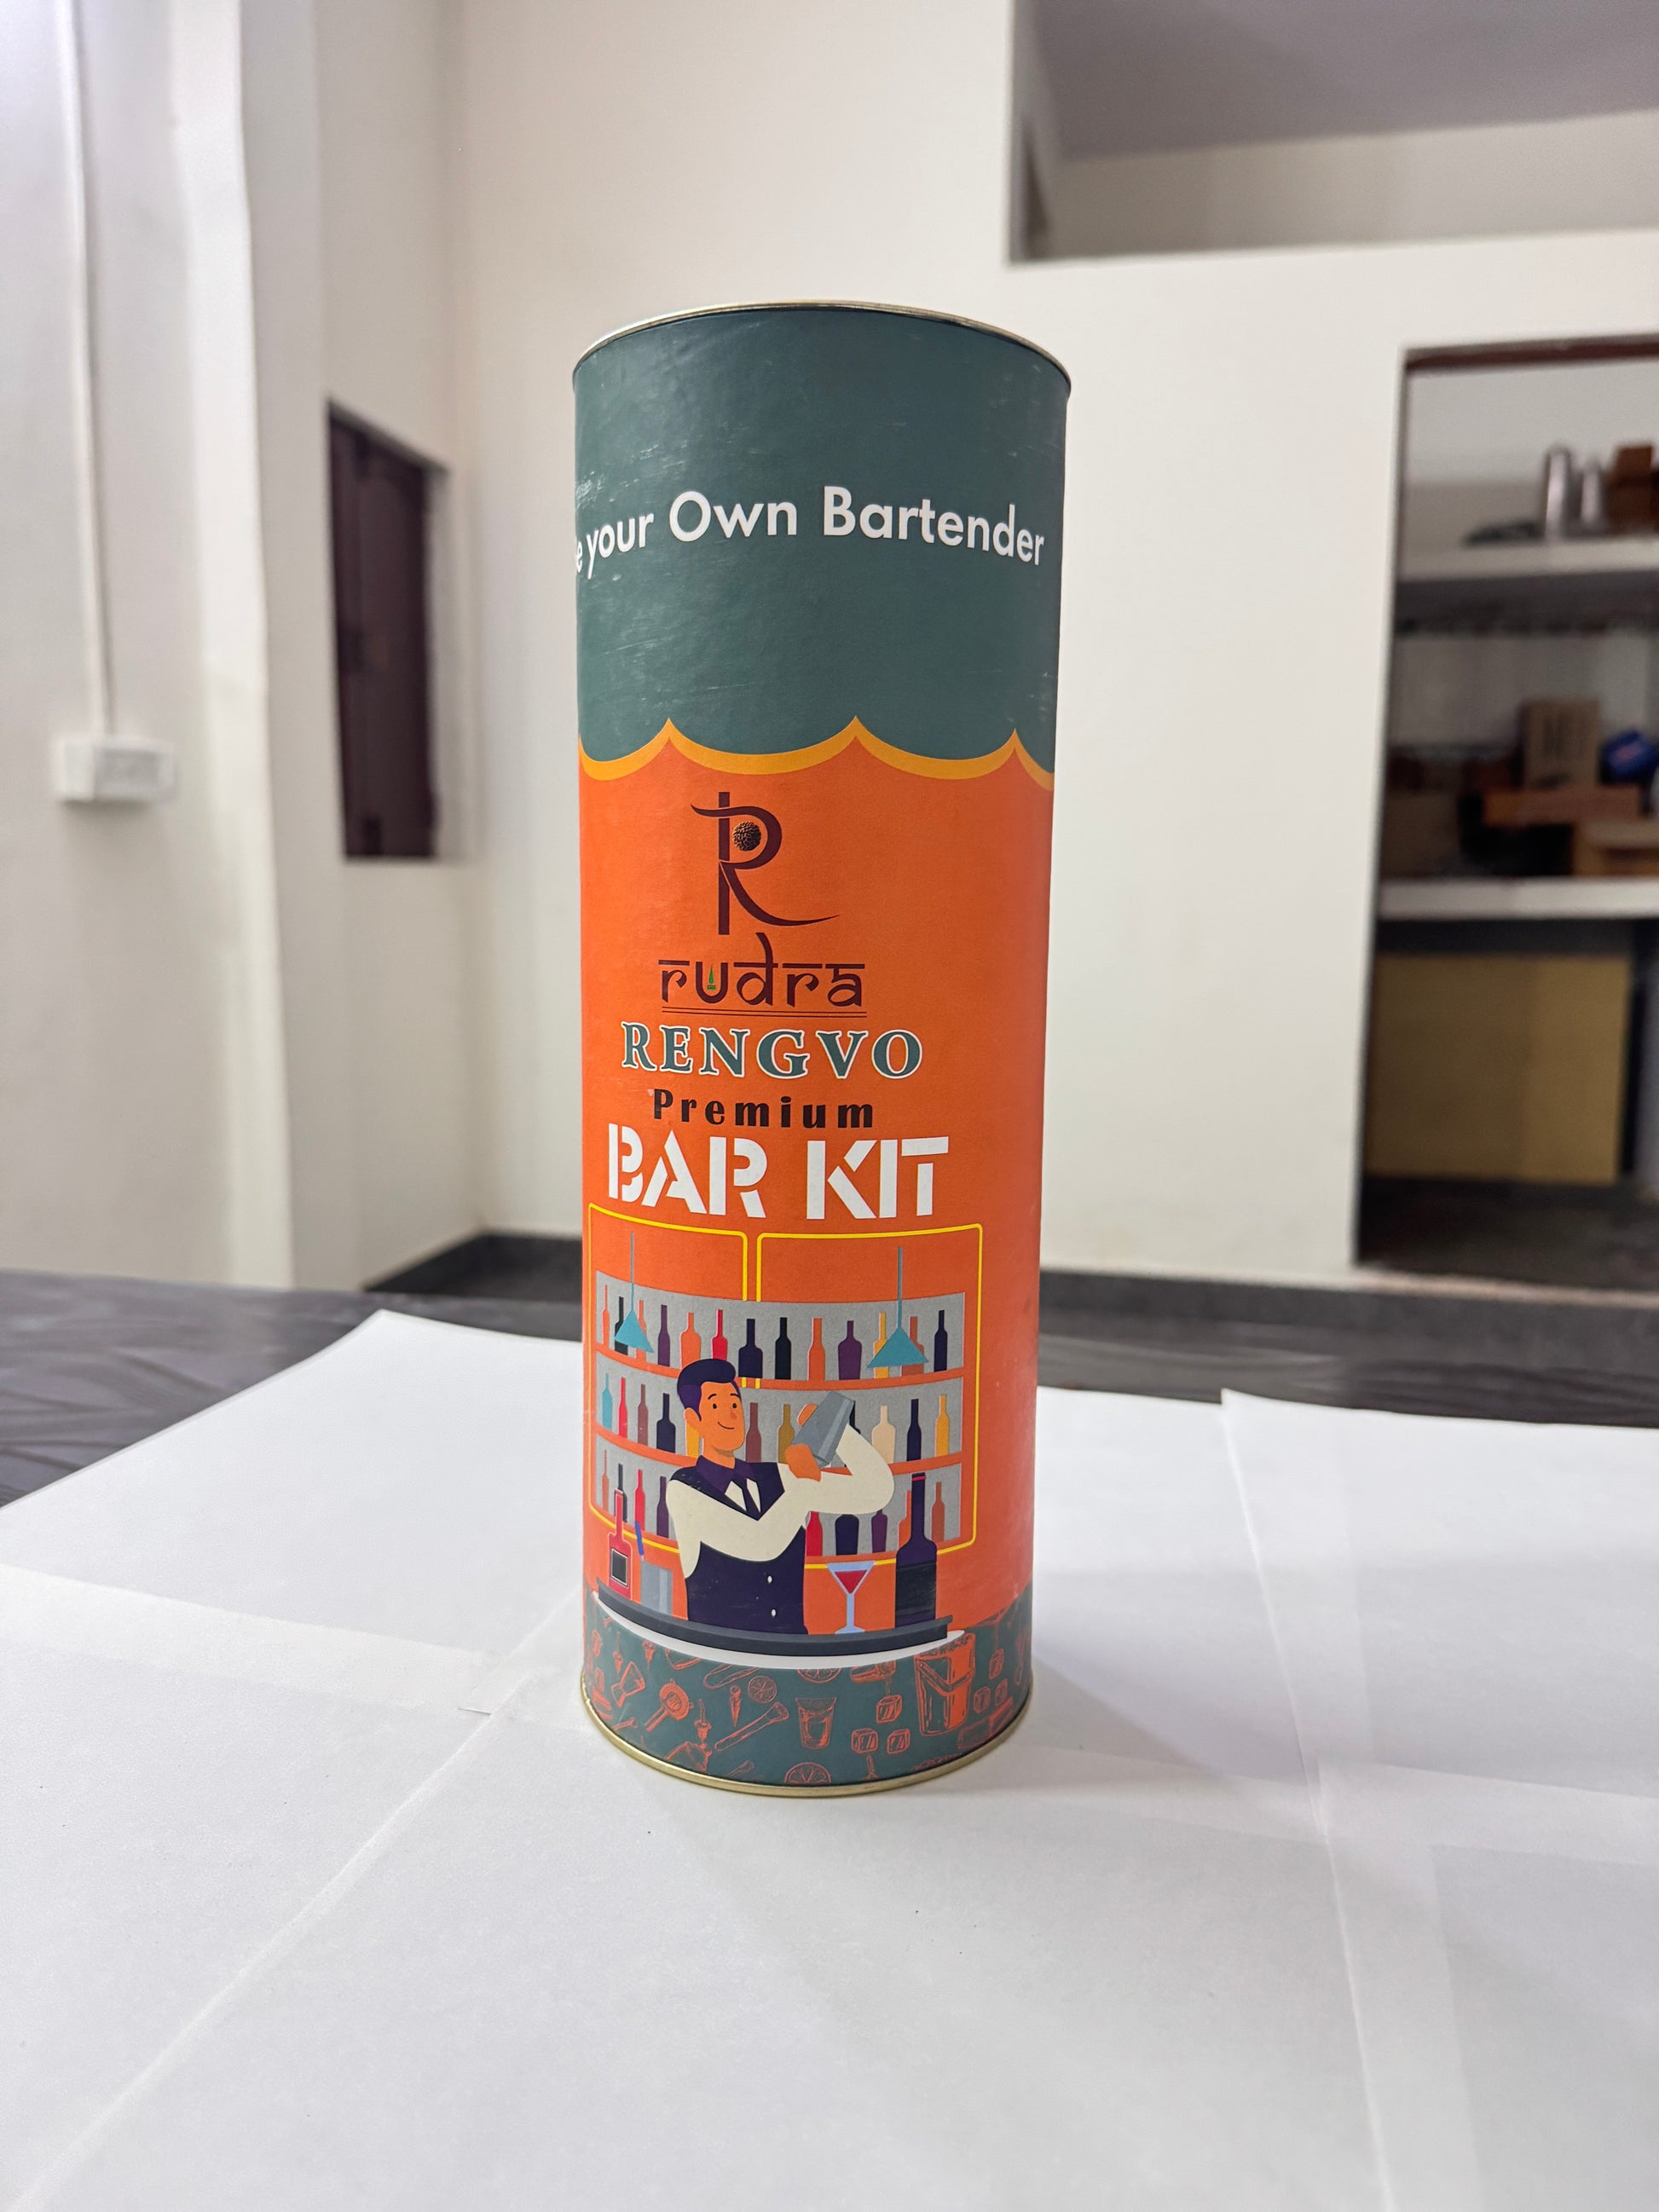 your Own Bartender
R
rudra
RENGVO
Premium
BAR KIT